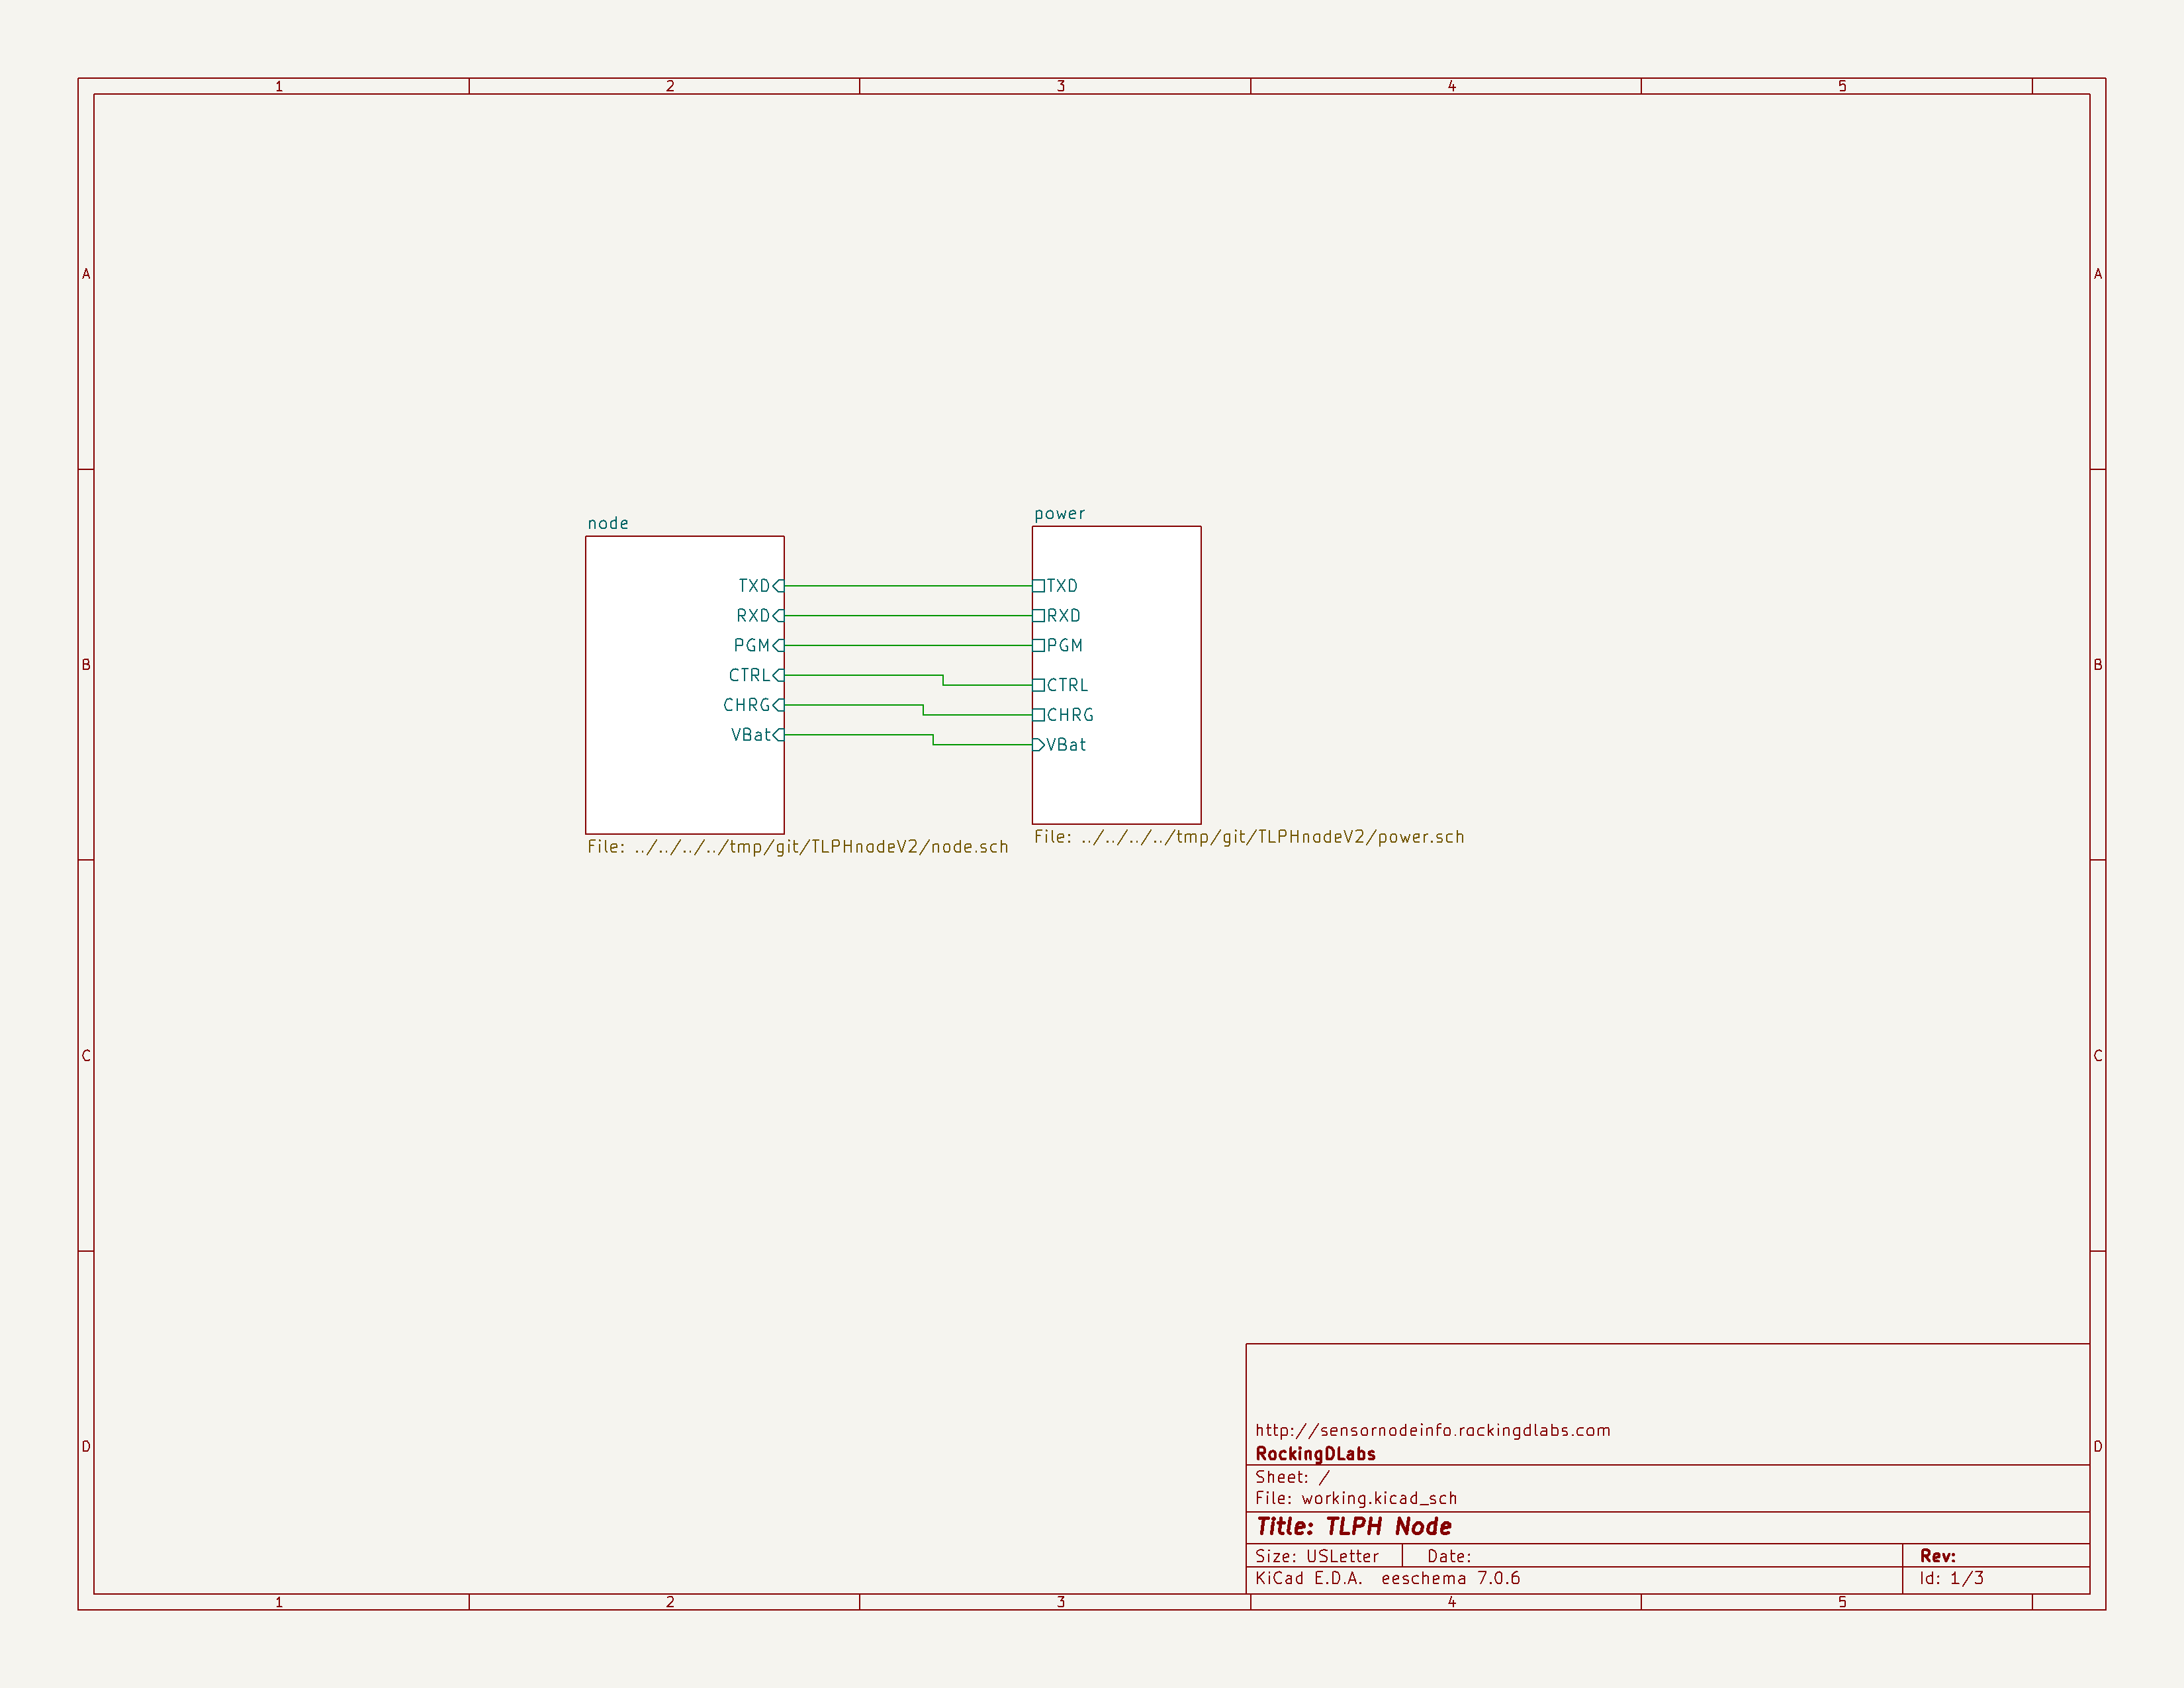 1 2 3 4 5
A A
node
power
TXD TXD
RXD RXD
PGM PGM
CTRL CTRL
CHRG CHRG
VBat VBat
File: ../../../../tmp/git/TLPHnodeV2/node.sch
File: ../../../../tmp/git/TLPHnodeV2/power.sch
B B
C C
D D
http://sensornodeinfo.rockingdlabs.com
RockingDLabs
Sheet: /
File: working.kicad_sch
Title: TLPH Node
Size: USLetter Date: Rev:
KiCad E.D.A. eeschema 7.0.6 Id: 1/3
1 2 3 4 5